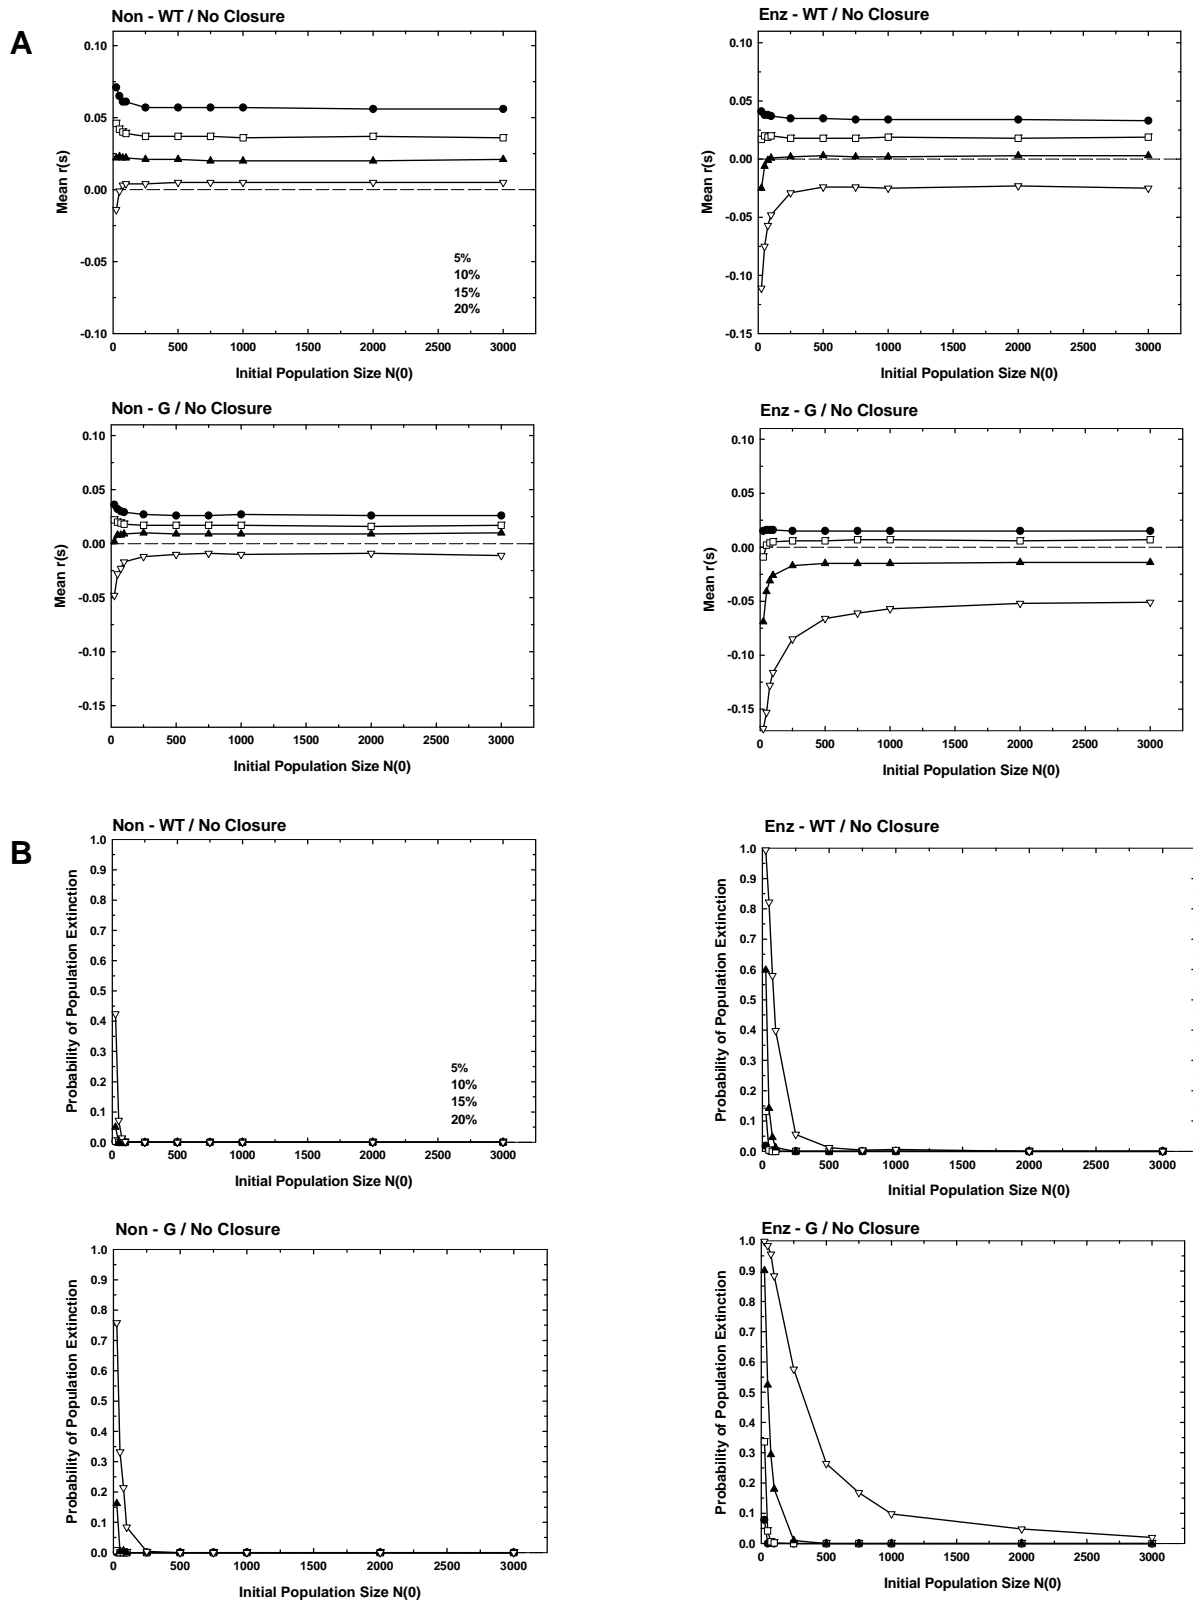 A
Non - WT / No Closure
0.10
0.05
0.00
-0.05
-0.10
Mean r(s)
5%
10%
15%
20%
0 500 1000 1500 2000 2500 3000
Initial Population Size N(0)
Enz - WT / No Closure
0.10
0.05
0.00
-0.05
-0.10
-0.15
Mean r(s)
0 500 1000 1500 2000 2500 3000
Initial Population Size N(0)
Non - G / No Closure
0.10
0.05
0.00
-0.05
-0.10
-0.15
Mean r(s)
0 500 1000 1500 2000 2500 3000
Initial Population Size N(0)
Enz - G / No Closure
0.10
0.05
0.00
-0.05
-0.10
-0.15
Mean r(s)
0 500 1000 1500 2000 2500 3000
Initial Population Size N(0)
B
Non - WT / No Closure
1.0
0.9
0.8
0.7
0.6
0.5
0.4
0.3
0.2
0.1
0.0
Probability of Population Extinction
5%
10%
15%
20%
0 500 1000 1500 2000 2500 3000
Initial Population Size N(0)
Enz - WT / No Closure
1.0
0.9
0.8
0.7
0.6
0.5
0.4
0.3
0.2
0.1
0.0
Probability of Population Extinction
0 500 1000 1500 2000 2500 3000
Initial Population Size N(0)
Non - G / No Closure
1.0
0.9
0.8
0.7
0.6
0.5
0.4
0.3
0.2
0.1
0.0
Probability of Population Extinction
0 500 1000 1500 2000 2500 3000
Initial Population Size N(0)
Enz - G / No Closure
1.0
0.9
0.8
0.7
0.6
0.5
0.4
0.3
0.2
0.1
0.0
Probability of Population Extinction
0 500 1000 1500 2000 2500 3000
Initial Population Size N(0)